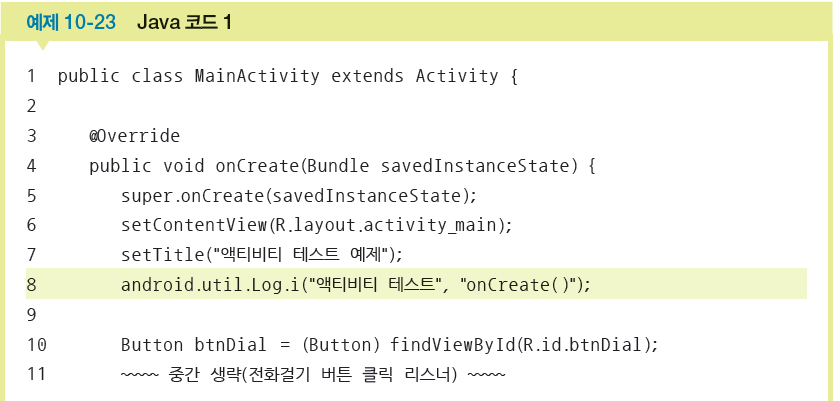 예제 10-23 Java 코드 1
1 public class MainActivity extends Activity {
2
3 @Override
4 public void onCreate(Bundle savedInstanceState) {
5 super.onCreate(savedInstanceState);
6 setContentView(R.layout.activity_main);
7 setTitle("액티비티 테스트 예제");
8 android.util.Log.i("액티비티 테스트", "onCreate()");
9
10 Button btnDial = (Button) findViewById(R.id.btnDial);
11 ~~~~~ 중간 생략(전화걸기 버튼 클릭 리스너) ~~~~~